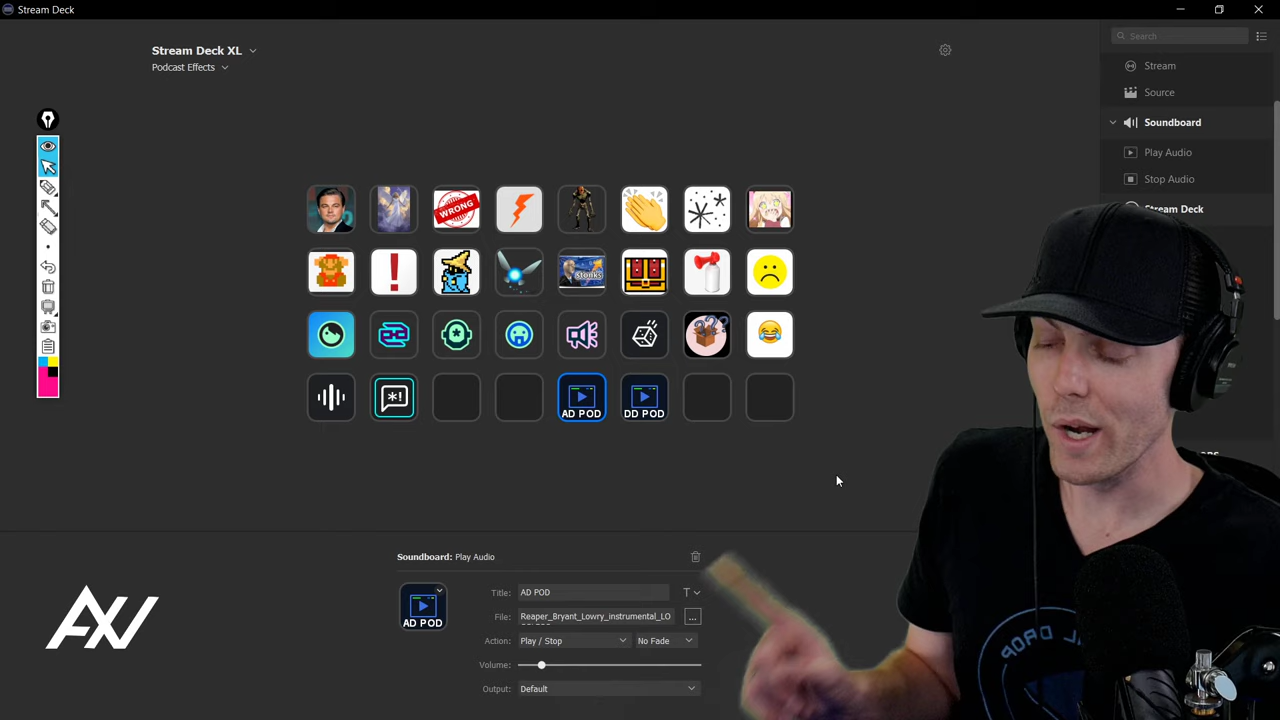 Stream Deck
Stream Deck XL
Podcast Effects
Search
Stream
Source
Soundboard
Play Audio
Stop Audio
Stream Deck
WRONG
!
stonks
???
*!
AD POD
DD POD
Soundboard: Play Audio
AD POD
Title:
AD POD
T
File:
Reaper_Bryant_Lowry_instrumental_LO
...
Action:
Play / Stop
No Fade
Volume:
Output:
Default
AW
DROP